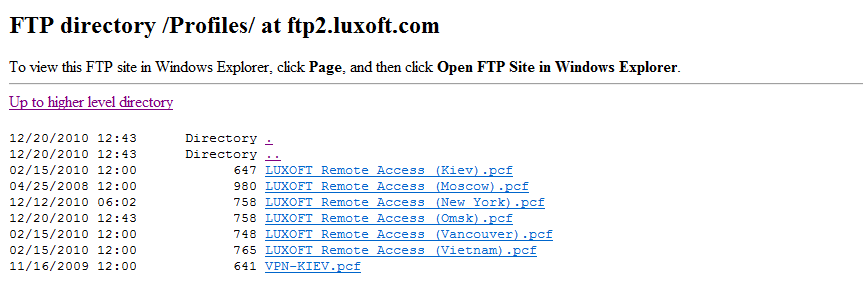 FTP directory /Profiles/ at ftp2.luxoft.com
To view this FTP site in Windows Explorer, click Page, and then click Open FTP Site in Windows Explorer.
Up to higher level directory
12/20/2010 12:43 Directory .
12/20/2010 12:43 Directory ..
02/15/2010 12:00 647 LUXOFT Remote Access (Kiev).pcf
04/25/2008 12:00 980 LUXOFT Remote Access (Moscow).pcf
12/12/2010 06:02 758 LUXOFT Remote Access (New York).pcf
12/20/2010 12:43 758 LUXOFT Remote Access (Omsk).pcf
02/15/2010 12:00 748 LUXOFT Remote Access (Vancouver).pcf
02/15/2010 12:00 765 LUXOFT Remote Access (Vietnam).pcf
11/16/2009 12:00 641 VPN-KIEV.pcf